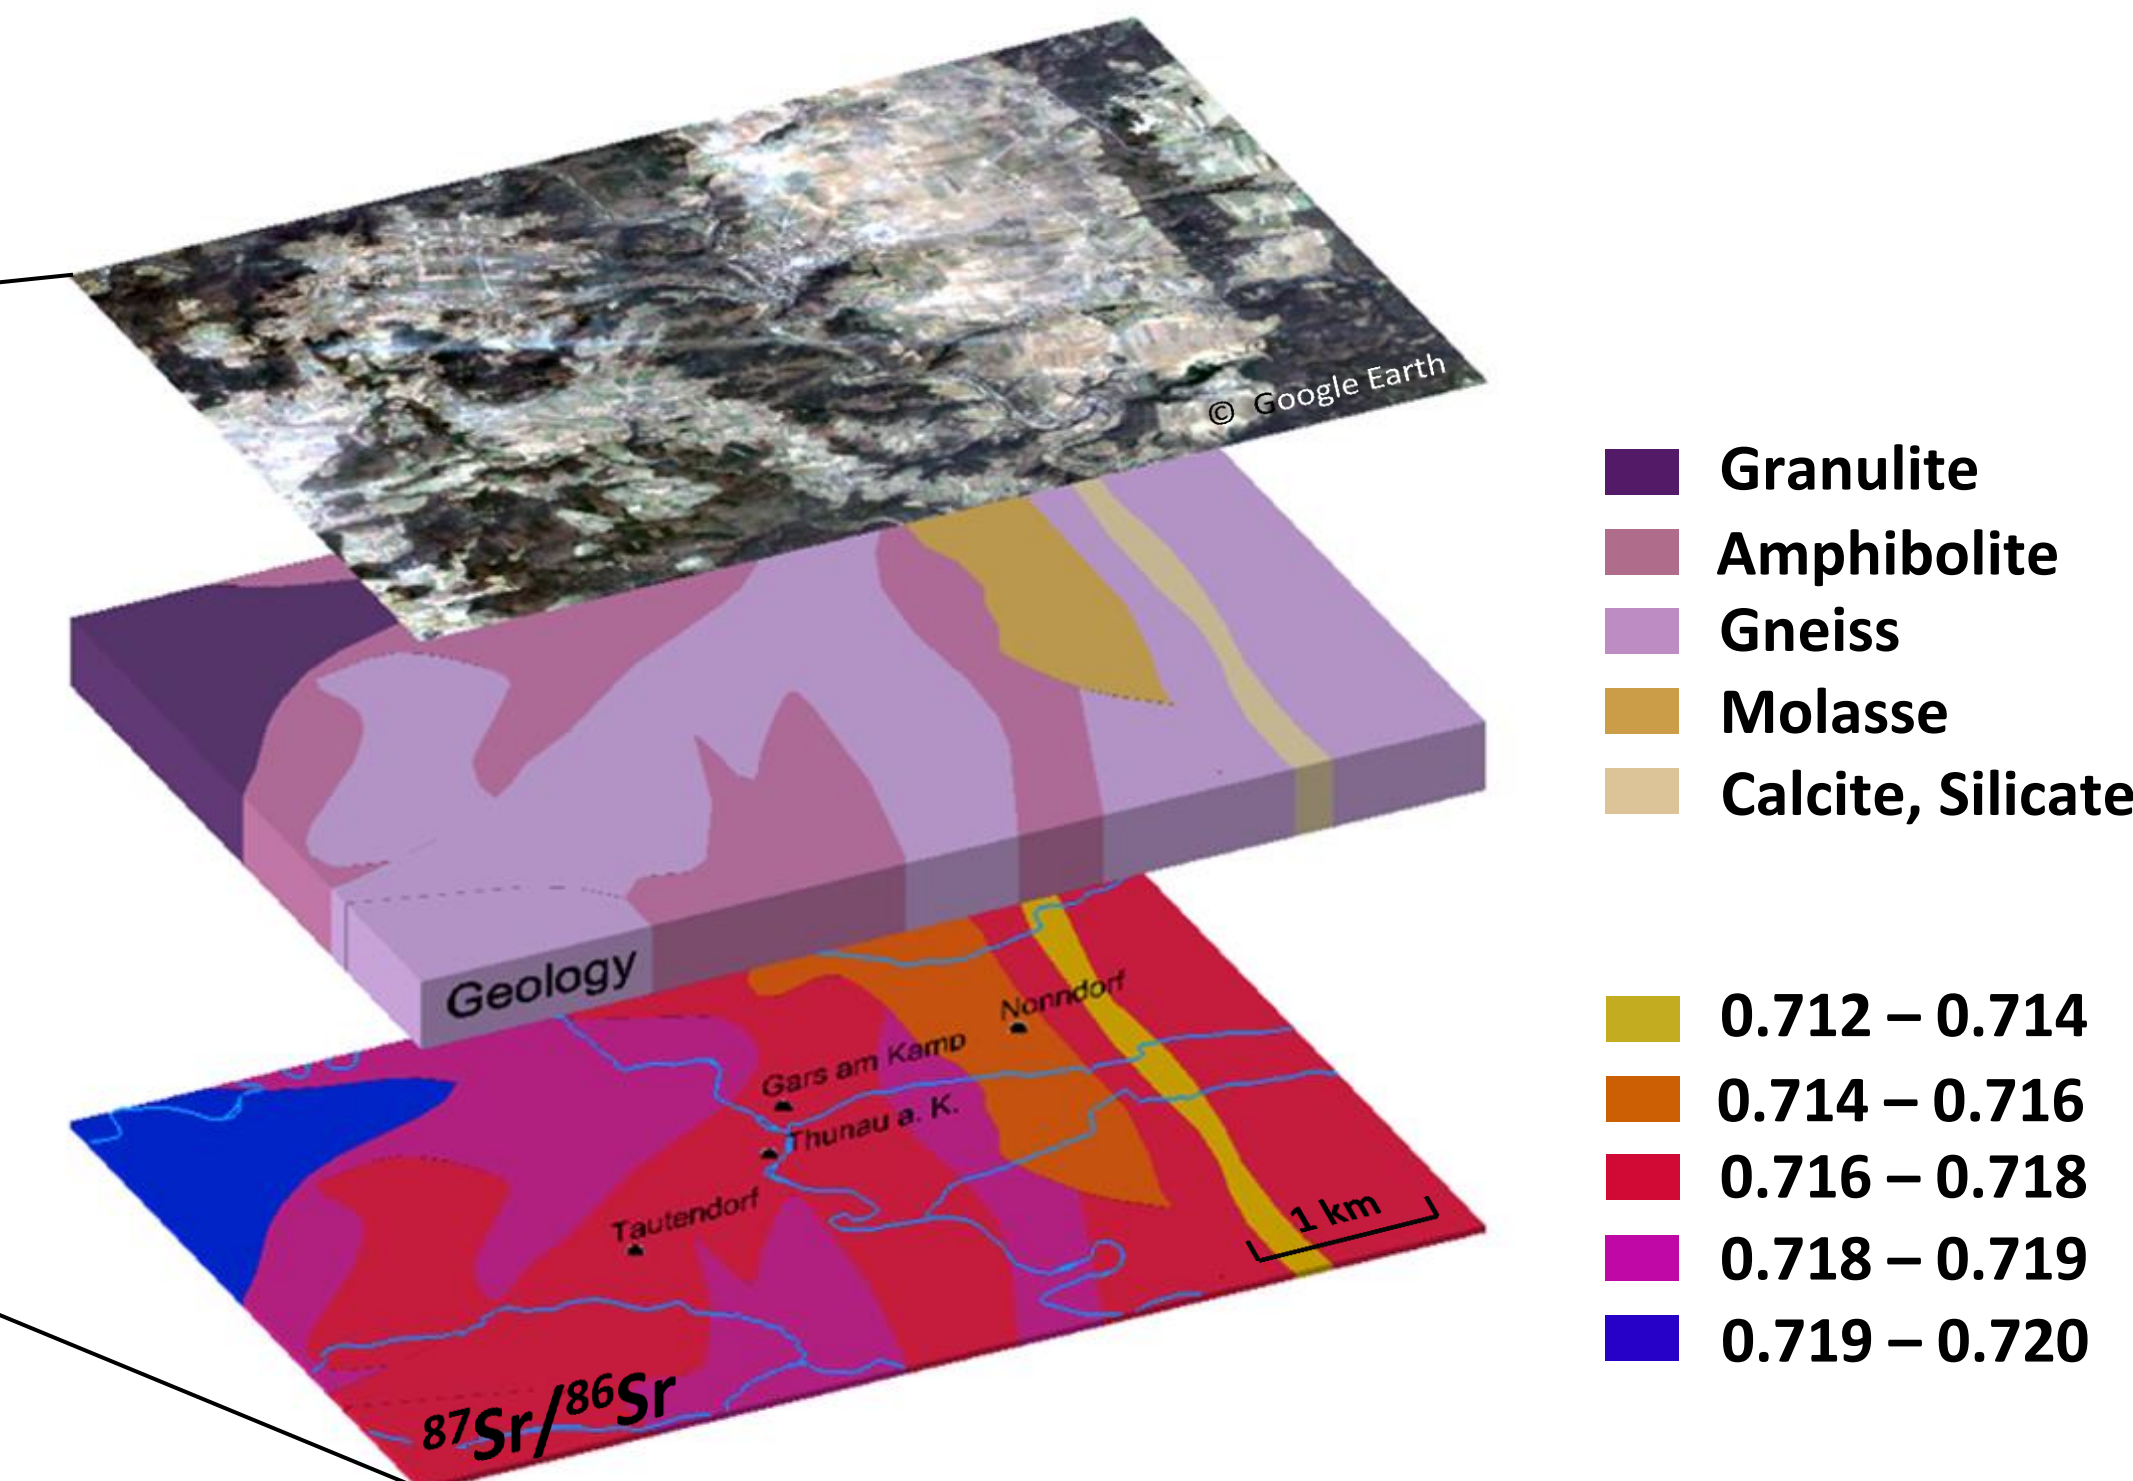 © Google Earth
Granulite
Amphibolite
Gneiss
Molasse
Calcite, Silicate
Geology
Nonndorf
Gars am Kamp
Thunau a. K.
Tautendorf
1 km
⁸⁷Sr/⁸⁶Sr
0.712 – 0.714
0.714 – 0.716
0.716 – 0.718
0.718 – 0.719
0.719 – 0.720